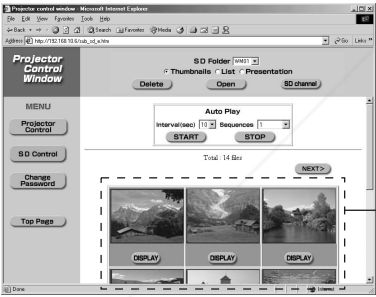 Projector control window - Microsoft Internet Explorer
File Edit View Favorites Tools Help
Back Search Favorites Media
Address http://192.168.10.6/sub_sd_a.htm Go Links »
Projector
Control
Window
SD Folder WM01
Thumbnails List Presentation
Delete Open SD channel
MENU
Projector
Control
SD Control
Change
Password
Top Page
Auto Play
Interval(sec) 10 Sequences 1
START STOP
Total : 14 files
NEXT>
DISPLAY DISPLAY DISPLAY
Done Internet